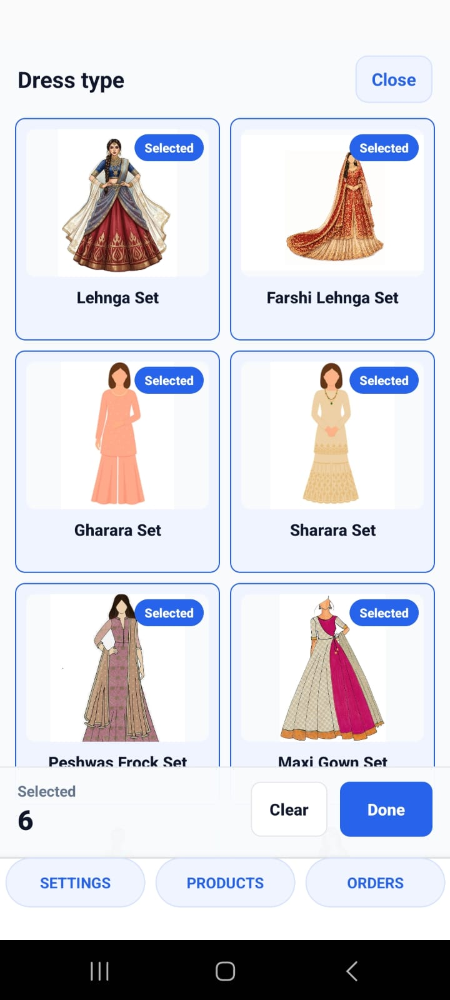 Dress type
Close
Selected
Selected
Lehnga Set
Farshi Lehnga Set
Selected
Selected
Gharara Set
Sharara Set
Selected
Selected
Peshwas Frock Set
Maxi Gown Set
Selected
6
Clear
Done
SETTINGS
PRODUCTS
ORDERS